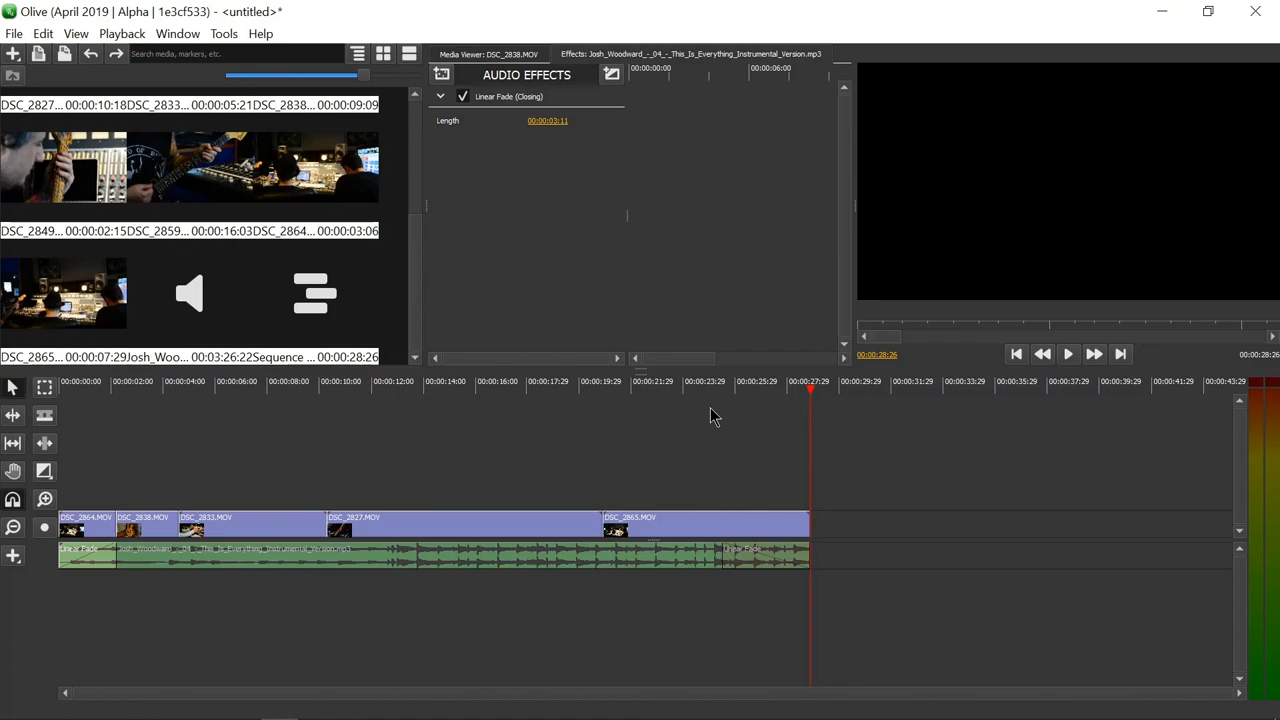 Olive (April 2019 | Alpha | 1e3cf533) - <untitled>*
File Edit View Playback Window Tools Help
Search media, markers, etc.
Media Viewer: DSC_2838.MOV
Effects: Josh_Woodward_-_04_-_This_Is_Everything_Instrumental_Version.mp3
AUDIO EFFECTS
00:00:00:00 00:00:06:00
Linear Fade (Closing)
Length 00:00:03:11
DSC_2827... 00:00:10:18 DSC_2833... 00:00:05:21 DSC_2838... 00:00:09:09
DSC_2849... 00:00:02:15 DSC_2859... 00:00:16:03 DSC_2864... 00:00:03:06
DSC_2865... 00:00:07:29 Josh_Woo... 00:03:26:22 Sequence ... 00:00:28:26
00:00:28:26 00:00:28:26
00:00:00:00 00:00:02:00 00:00:04:00 00:00:06:00 00:00:08:00 00:00:10:00 00:00:12:00 00:00:14:00 00:00:16:00 00:00:17:29 00:00:19:29 00:00:21:29 00:00:23:29 00:00:25:29 00:00:27:29 00:00:29:29 00:00:31:29 00:00:33:29 00:00:35:29 00:00:37:29 00:00:39:29 00:00:41:29 00:00:43:29
DSC_2864.MOV DSC_2838.MOV DSC_2833.MOV DSC_2827.MOV DSC_2865.MOV
Linear Fade Josh_Woodward_-_04_-_This_Is_Everything_Instrumental_Version.mp3 Linear Fade